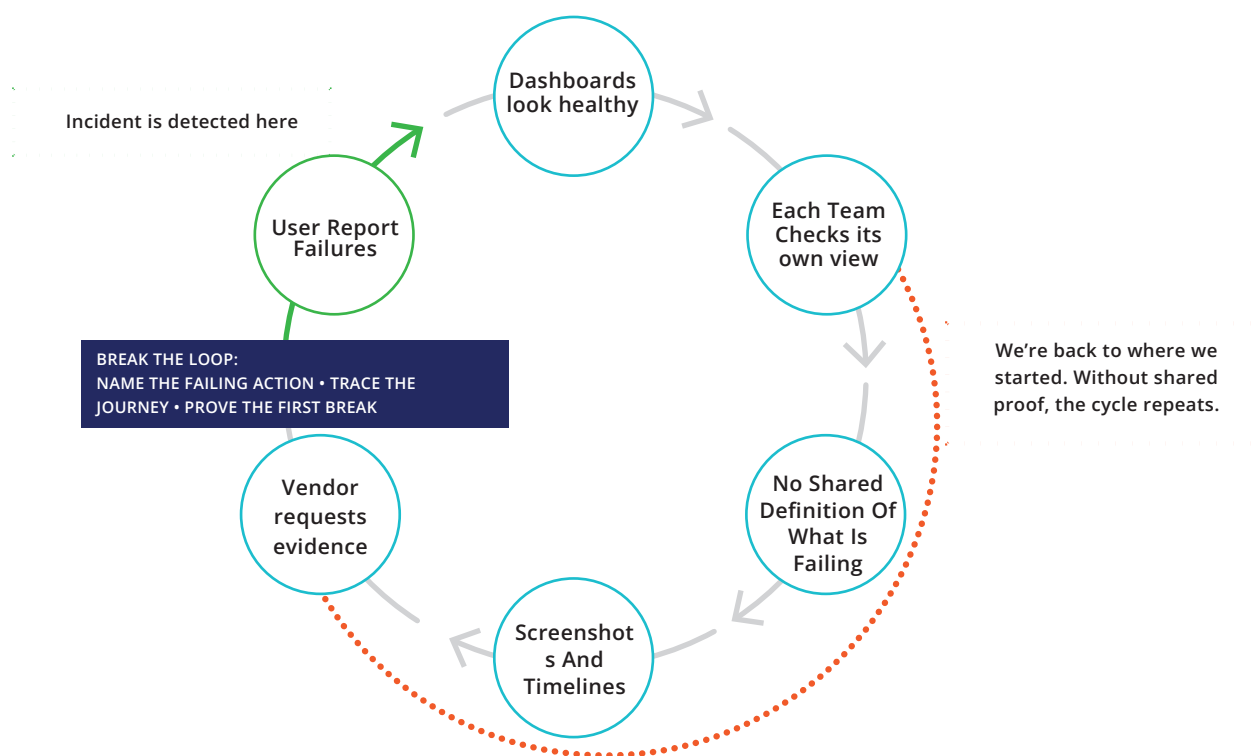 Dashboards
look healthy
Incident is detected here
User Report
Failures
Each Team
Checks its
own view
BREAK THE LOOP:
NAME THE FAILING ACTION • TRACE THE
JOURNEY • PROVE THE FIRST BREAK
We’re back to where we
started. Without shared
proof, the cycle repeats.
Vendor
requests
evidence
No Shared
Definition Of
What Is
Failing
Screenshot
s And
Timelines